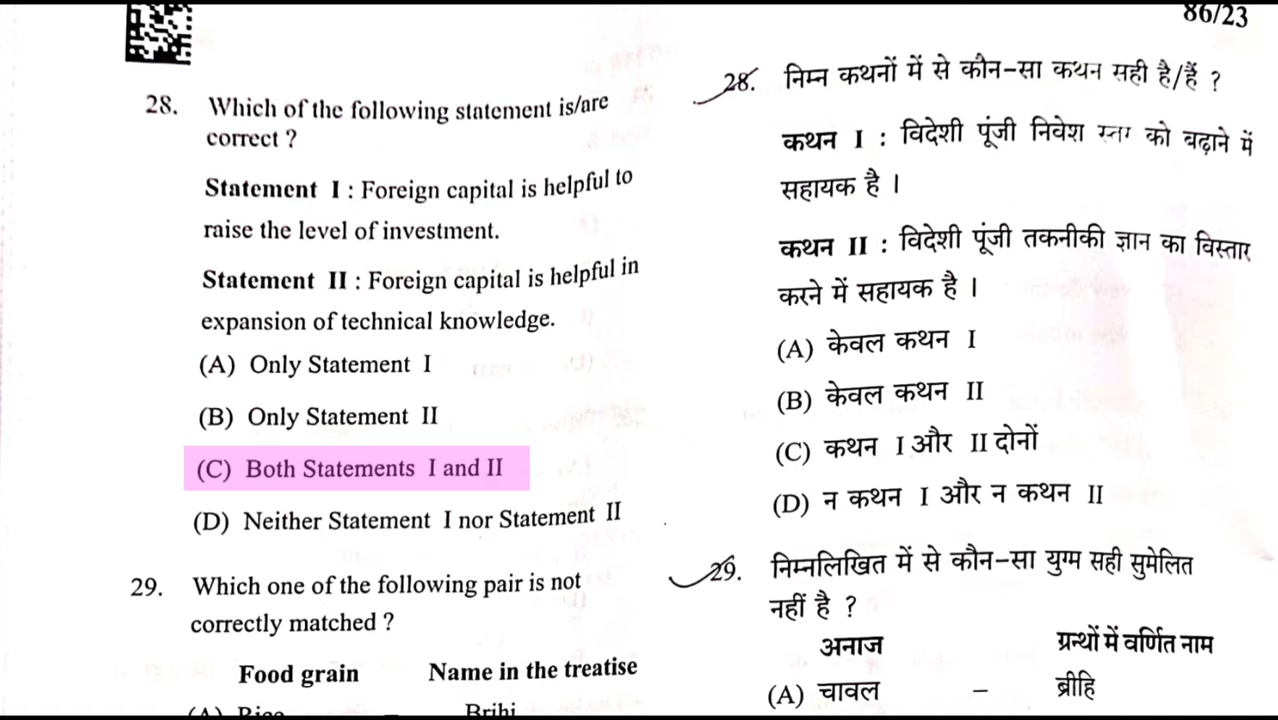 86/23
28. Which of the following statement is/are
correct ?
Statement I : Foreign capital is helpful to
raise the level of investment.
Statement II : Foreign capital is helpful in
expansion of technical knowledge.
(A) Only Statement I
(B) Only Statement II
(C) Both Statements I and II
(D) Neither Statement I nor Statement II
29. Which one of the following pair is not
correctly matched ?
Food grain Name in the treatise
(A) Rice – Brihi
28. निम्न कथनों में से कौन-सा कथन सही है/हैं ?
कथन I : विदेशी पूंजी निवेश स्तर को बढ़ाने में
सहायक है ।
कथन II : विदेशी पूंजी तकनीकी ज्ञान का विस्तार
करने में सहायक है ।
(A) केवल कथन I
(B) केवल कथन II
(C) कथन I और II दोनों
(D) न कथन I और न कथन II
29. निम्नलिखित में से कौन-सा युग्म सही सुमेलित
नहीं है ?
अनाज ग्रन्थों में वर्णित नाम
(A) चावल – ब्रीहि